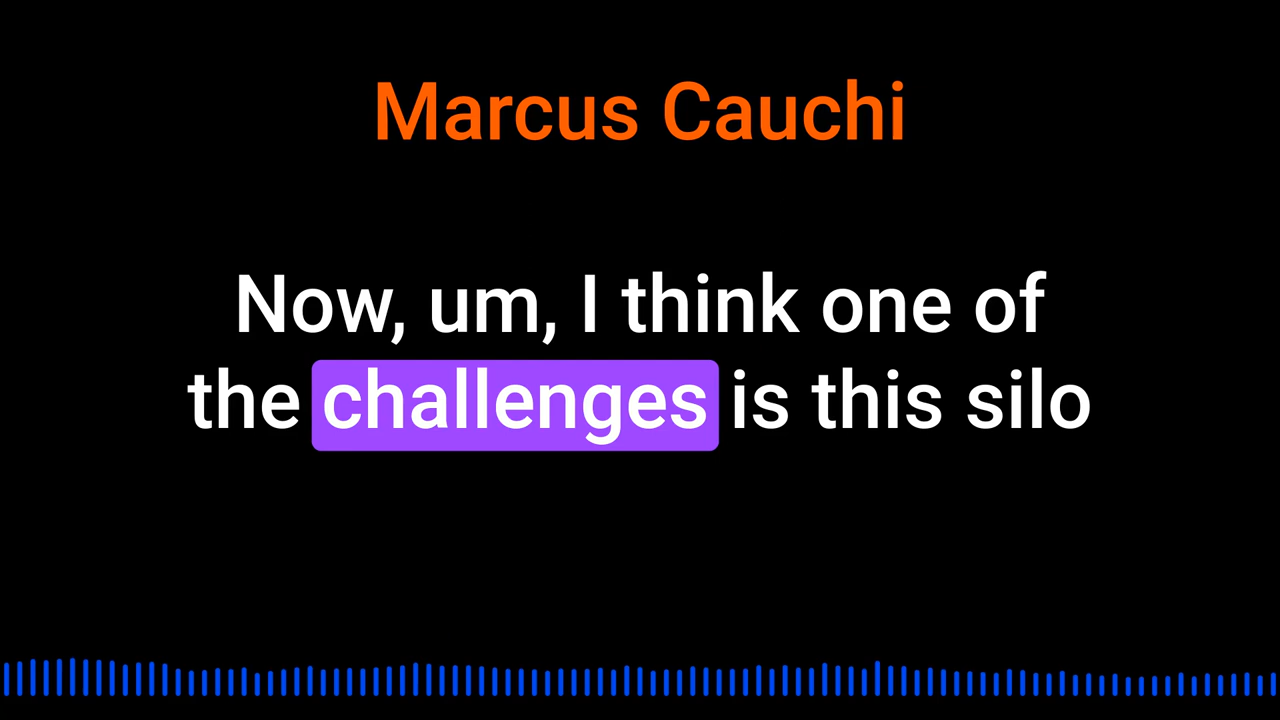 Marcus Cauchi
Now, um, I think one of
the challenges is this silo